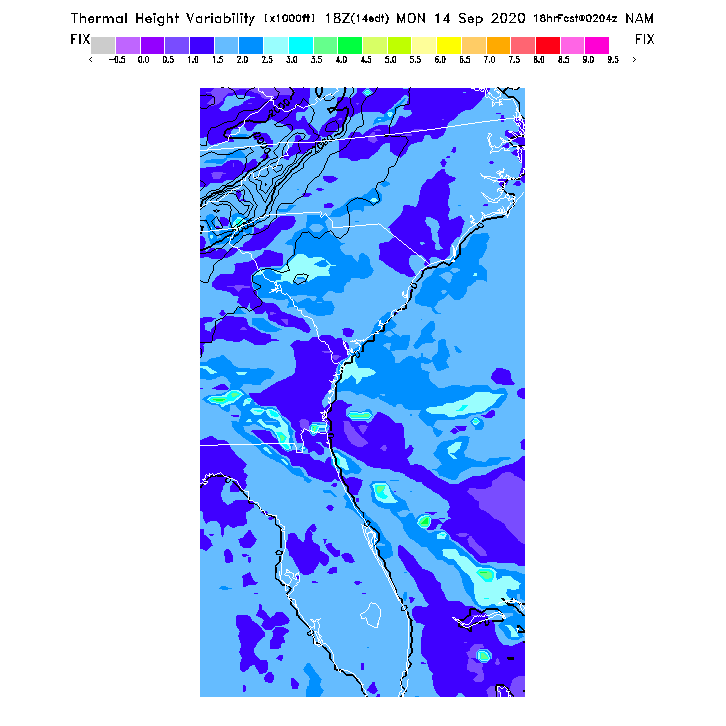 Thermal Height Variability [x1000ft] 18Z(14edt) MON 14 Sep 2020 18hrFcst@0204z NAM
FIX FIX
< -0.5 0.0 0.5 1.0 1.5 2.0 2.5 3.0 3.5 4.0 4.5 5.0 5.5 6.0 6.5 7.0 7.5 8.0 8.5 9.0 9.5 >